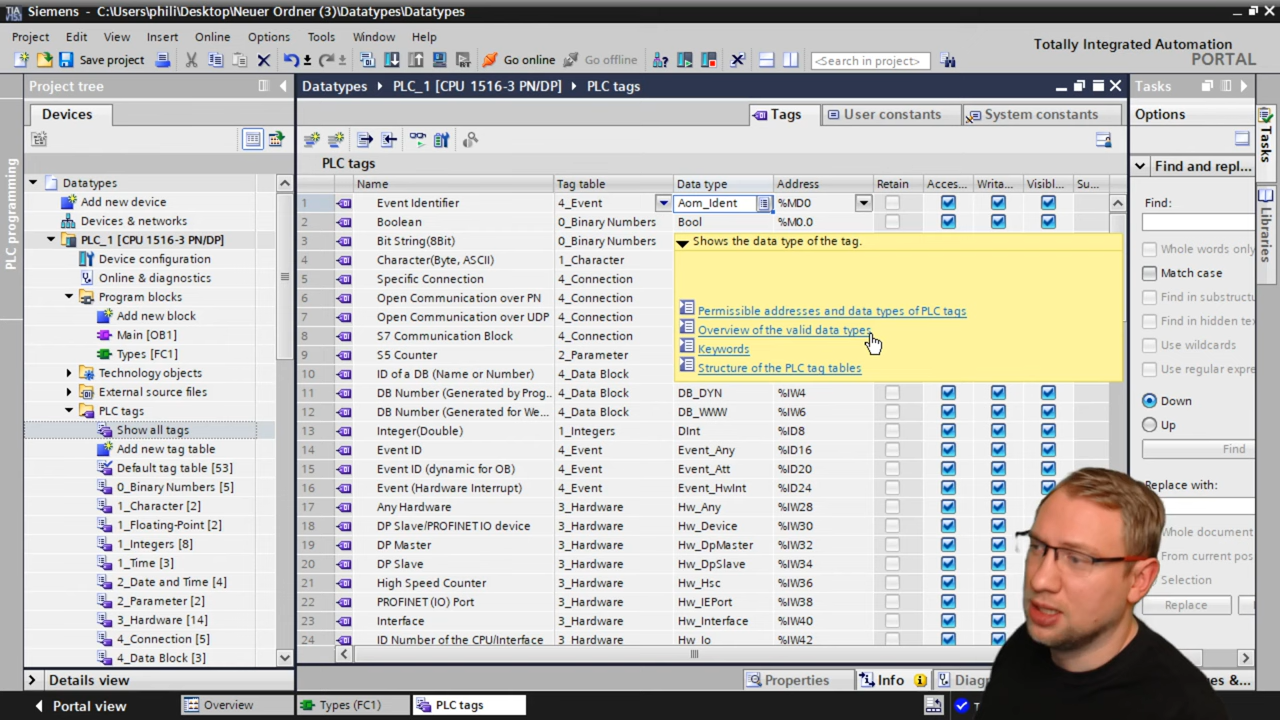 Siemens - C:\Users\phili\Desktop\Neuer Ordner (3)\Datatypes\Datatypes
Project Edit View Insert Online Options Tools Window Help
Totally Integrated Automation
PORTAL
Save project
Go online
Go offline
<Search in project>
Project tree
Datatypes PLC_1 [CPU 1516-3 PN/DP] PLC tags
Tasks
Devices
Tags
User constants
System constants
Options
PLC programming
Tasks
Libraries
PLC tags
Find and repl...
Name Tag table Data type Address Retain Acces... Writa... Visibl... Su...
Datatypes
Add new device
Devices & networks
PLC_1 [CPU 1516-3 PN/DP]
Device configuration
Online & diagnostics
Program blocks
Add new block
Main [OB1]
Types [FC1]
Technology objects
External source files
PLC tags
Show all tags
Add new tag table
Default tag table [53]
0_Binary Numbers [5]
1_Character [2]
1_Floating-Point [2]
1_Integers [8]
1_Time [3]
2_Date and Time [4]
2_Parameter [2]
3_Hardware [14]
4_Connection [5]
4_Data Block [3]
1 Event Identifier 4_Event Aom_Ident %MD0
2 Boolean 0_Binary Numbers Bool %M0.0
3 Bit String(8Bit) 0_Binary Numbers
4 Character(Byte, ASCII) 1_Character
5 Specific Connection 4_Connection
6 Open Communication over PN 4_Connection
7 Open Communication over UDP 4_Connection
8 S7 Communication Block 4_Connection
9 S5 Counter 2_Parameter
10 ID of a DB (Name or Number) 4_Data Block
11 DB Number (Generated by Prog.. 4_Data Block DB_DYN %IW4
12 DB Number (Generated for We... 4_Data Block DB_WWW %IW6
13 Integer(Double) 1_Integers DInt %ID8
14 Event ID 4_Event Event_Any %ID16
15 Event ID (dynamic for OB) 4_Event Event_Att %ID20
16 Event (Hardware Interrupt) 4_Event Event_HwInt %ID24
17 Any Hardware 3_Hardware Hw_Any %IW28
18 DP Slave/PROFINET IO device 3_Hardware Hw_Device %IW30
19 DP Master 3_Hardware Hw_DpMaster %IW32
20 DP Slave 3_Hardware Hw_DpSlave %IW34
21 High Speed Counter 3_Hardware Hw_Hsc %IW36
22 PROFINET (IO) Port 3_Hardware Hw_IEPort %IW38
23 Interface 3_Hardware Hw_Interface %IW40
24 ID Number of the CPU/Interface 3_Hardware Hw_Io %IW42
Shows the data type of the tag.
Permissible addresses and data types of PLC tags
Overview of the valid data types
Keywords
Structure of the PLC tag tables
Find:
Whole words only
Match case
Find in substructu
Find in hidden te
Use wildcards
Use regular expre
Down
Up
Find
Replace with:
Whole document
From current pos
Selection
Replace
Details view
Properties
Info
Diag
es &...
Portal view
Overview
Types (FC1)
PLC tags